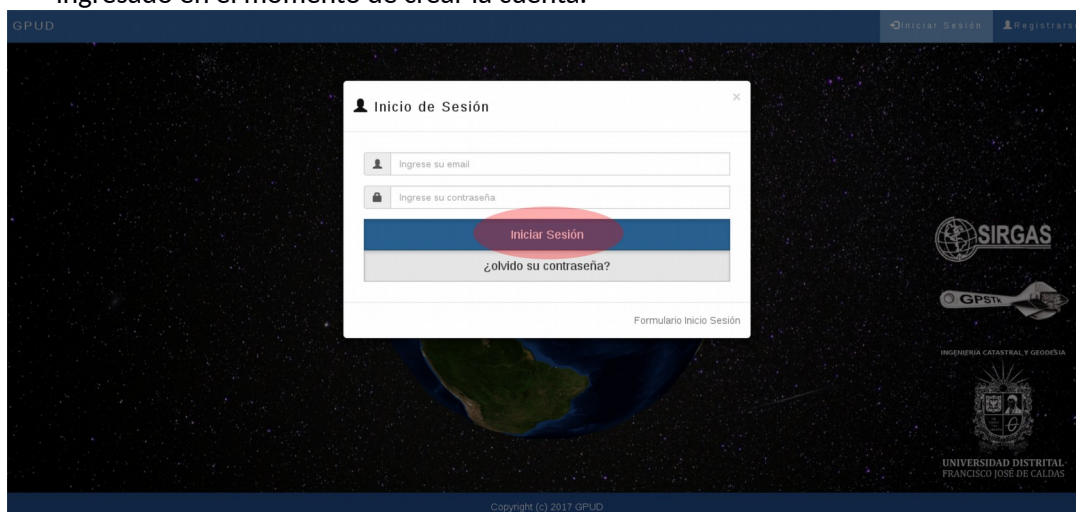 ingresado en el momento de crear la cuenta.
GPUD
Iniciar Sesión
Registrars
Inicio de Sesión
×
Ingrese su email
Ingrese su contraseña
Iniciar Sesión
¿olvido su contraseña?
Formulario Inicio Sesión
SIRGAS
GPSTk
INGENIERÍA CATASTRAL Y GEODESIA
UNIVERSIDAD DISTRITAL
FRANCISCO JOSÉ DE CALDAS
Copyright (c) 2017 GPUD